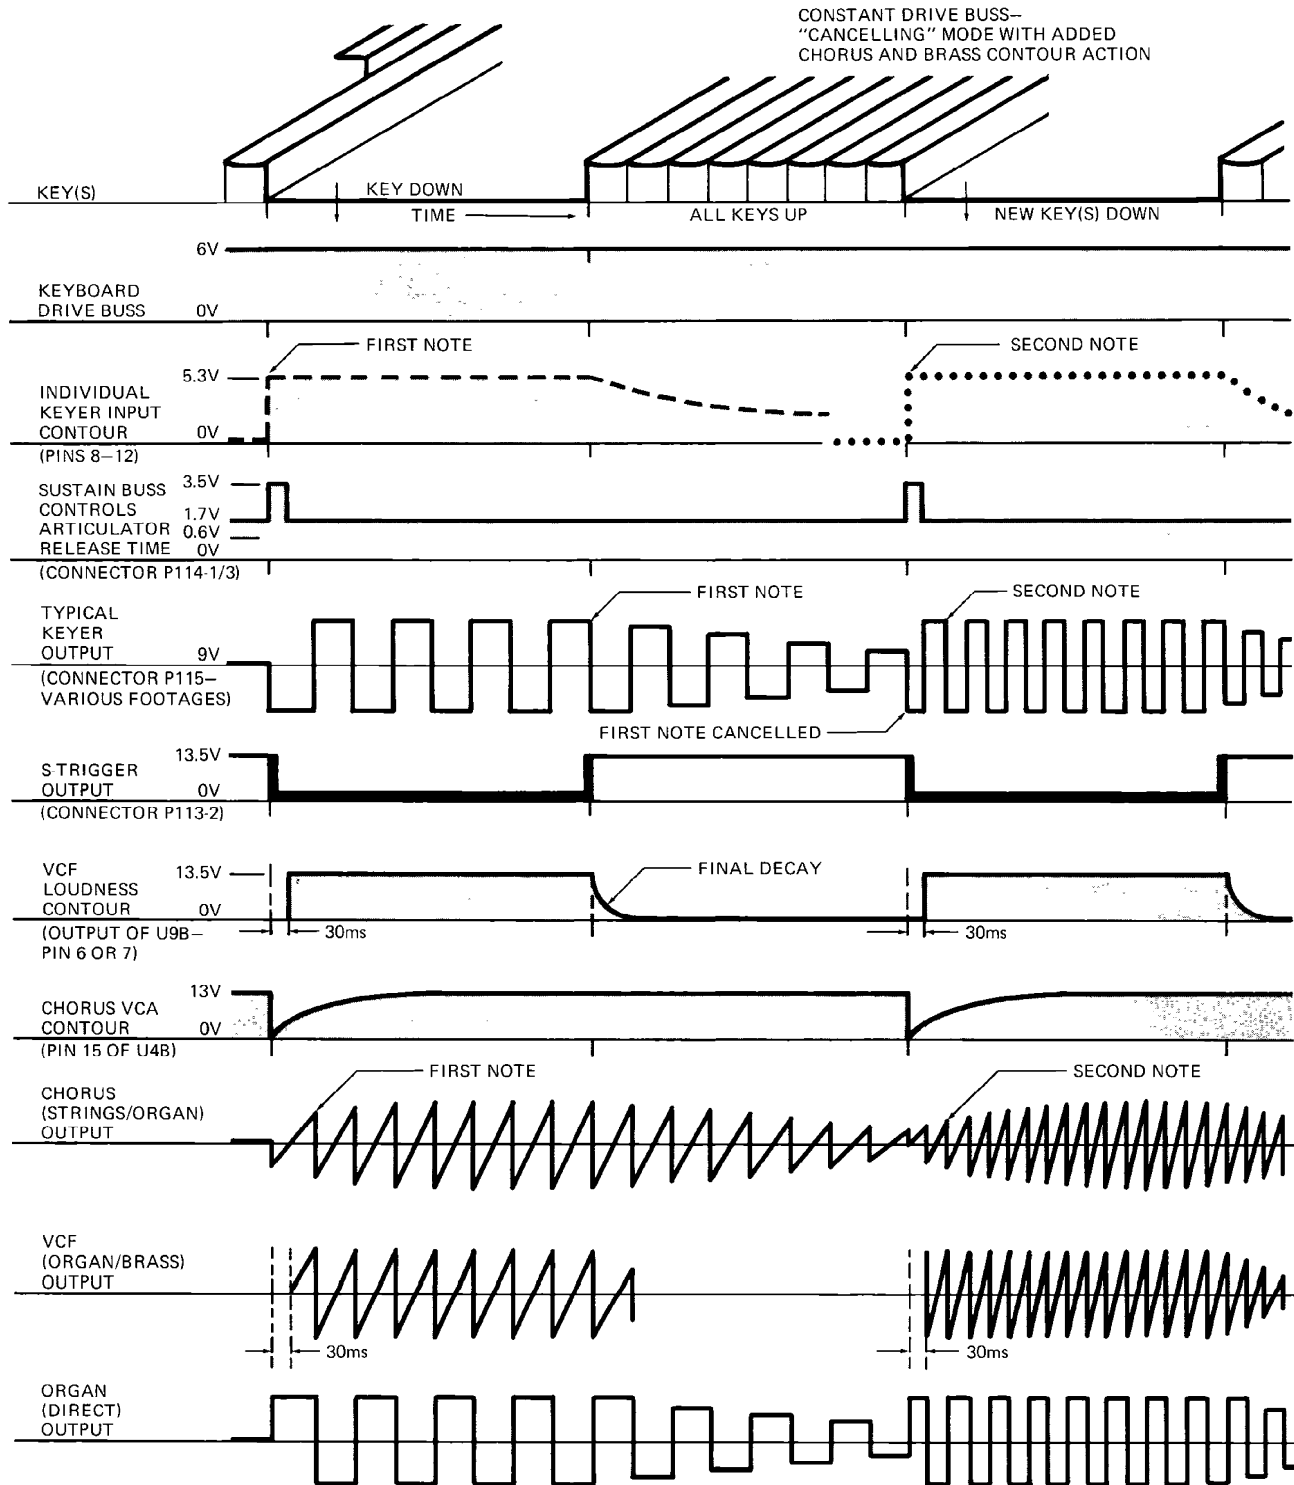 CONSTANT DRIVE BUSS—
"CANCELLING" MODE WITH ADDED
CHORUS AND BRASS CONTOUR ACTION
KEY(S)
KEY DOWN
TIME
ALL KEYS UP
NEW KEY(S) DOWN
6V
KEYBOARD
DRIVE BUSS 0V
FIRST NOTE
SECOND NOTE
5.3V
INDIVIDUAL
KEYER INPUT
CONTOUR 0V
(PINS 8—12)
SUSTAIN BUSS 3.5V
CONTROLS 1.7V
ARTICULATOR 0.6V
RELEASE TIME 0V
(CONNECTOR P114-1/3)
FIRST NOTE
SECOND NOTE
TYPICAL
KEYER
OUTPUT 9V
(CONNECTOR P115—
VARIOUS FOOTAGES)
FIRST NOTE CANCELLED
13.5V
S-TRIGGER
OUTPUT 0V
(CONNECTOR P113-2)
VCF 13.5V
LOUDNESS
CONTOUR 0V
(OUTPUT OF U9B—
PIN 6 OR 7)
FINAL DECAY
30ms
30ms
13V
CHORUS VCA
CONTOUR 0V
(PIN 15 OF U4B)
FIRST NOTE
SECOND NOTE
CHORUS
(STRINGS/ORGAN)
OUTPUT
VCF
(ORGAN/BRASS)
OUTPUT
30ms
30ms
ORGAN
(DIRECT)
OUTPUT